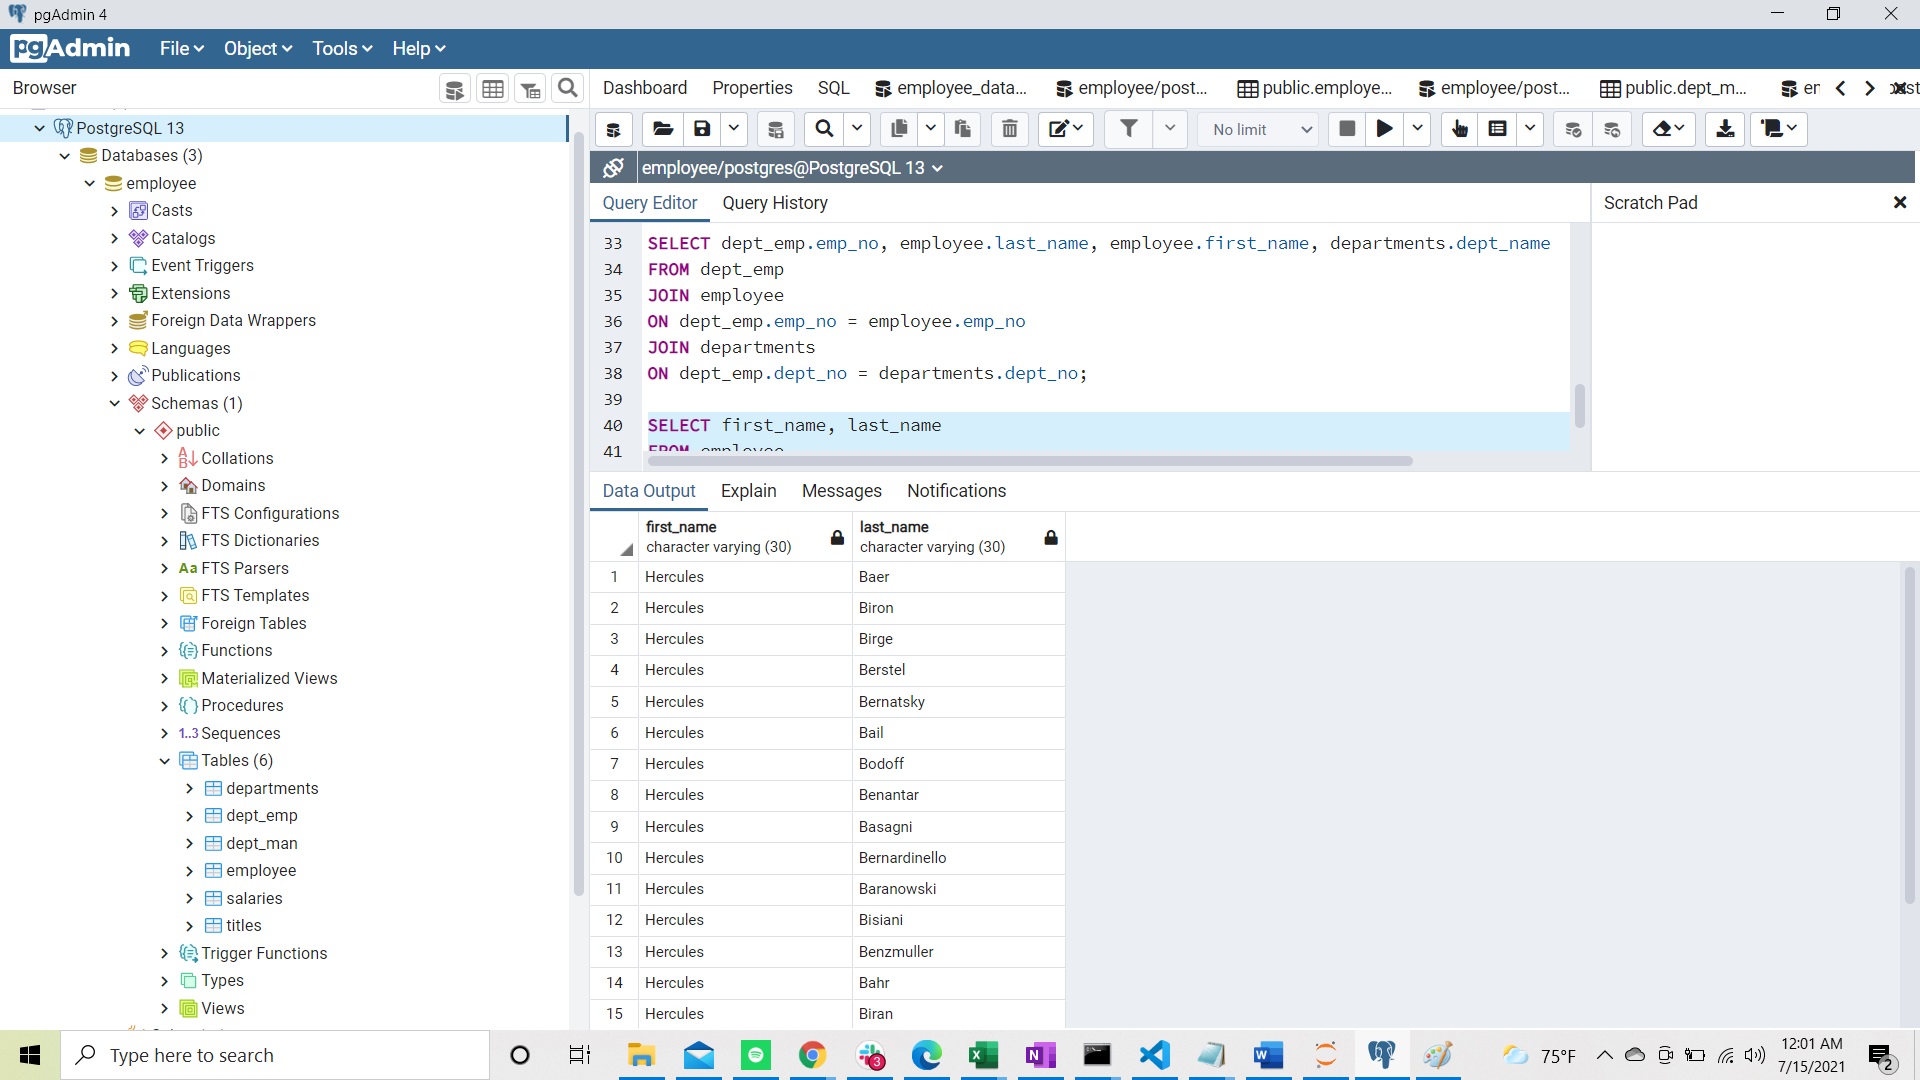 pgAdmin 4
pgAdmin File Object Tools Help
Browser
Dashboard Properties SQL employee_data... employee/post... public.employe... employee/post... public.dept_m... er
No limit
employee/postgres@PostgreSQL 13
Query Editor Query History
Scratch Pad
PostgreSQL 13
Databases (3)
employee
Casts
Catalogs
Event Triggers
Extensions
Foreign Data Wrappers
Languages
Publications
Schemas (1)
public
Collations
Domains
FTS Configurations
FTS Dictionaries
Aa FTS Parsers
FTS Templates
Foreign Tables
Functions
Materialized Views
Procedures
1..3 Sequences
Tables (6)
departments
dept_emp
dept_man
employee
salaries
titles
Trigger Functions
Types
Views
33 SELECT dept_emp.emp_no, employee.last_name, employee.first_name, departments.dept_name
34 FROM dept_emp
35 JOIN employee
36 ON dept_emp.emp_no = employee.emp_no
37 JOIN departments
38 ON dept_emp.dept_no = departments.dept_no;
39
40 SELECT first_name, last_name
41 FROM employee
Data Output Explain Messages Notifications
first_name last_name
character varying (30) character varying (30)
1 Hercules Baer
2 Hercules Biron
3 Hercules Birge
4 Hercules Berstel
5 Hercules Bernatsky
6 Hercules Bail
7 Hercules Bodoff
8 Hercules Benantar
9 Hercules Basagni
10 Hercules Bernardinello
11 Hercules Baranowski
12 Hercules Bisiani
13 Hercules Benzmuller
14 Hercules Bahr
15 Hercules Biran
Type here to search
3
75°F
12:01 AM
7/15/2021
2